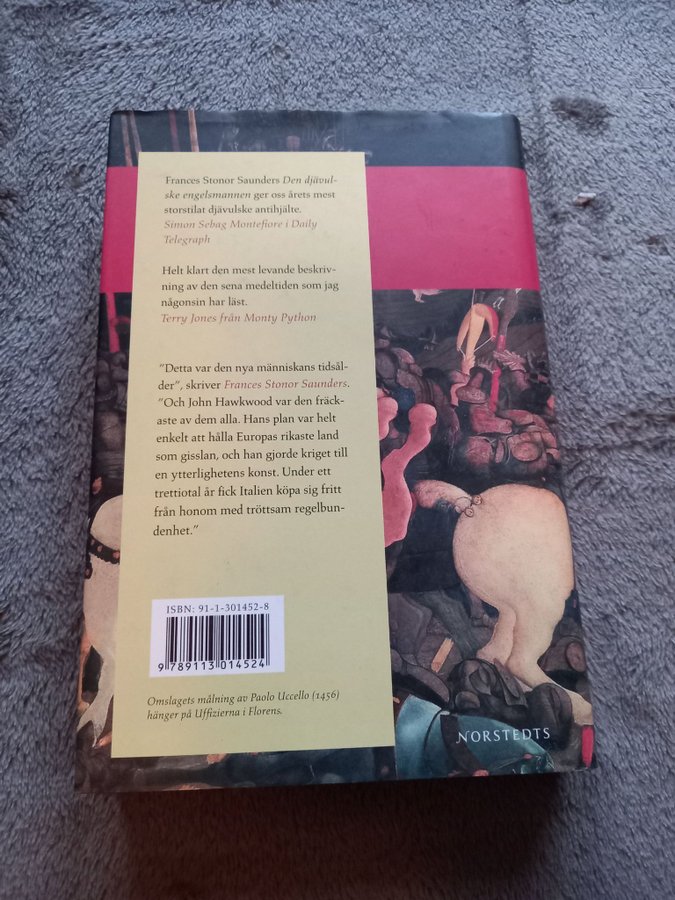 Frances Stonor Saunders Den djävul-
ske engelsmannen ger oss årets mest
storstilat djävulske antihjälte.
Simon Sebag Montefiore i Daily
Telegraph
Helt klart den mest levande beskriv-
ning av den sena medeltiden som jag
någonsin har läst.
Terry Jones från Monty Python
"Detta var den nya människans tidsål-
der", skriver Frances Stonor Saunders.
"Och John Hawkwood var den fräck-
aste av dem alla. Hans plan var helt
enkelt att hålla Europas rikaste land
som gisslan, och han gjorde kriget till
en ytterlighetens konst. Under ett
trettiotal år fick Italien köpa sig fritt
från honom med tröttsam regelbun-
denhet."
ISBN: 91-1-301452-8
9 789113 014524
Omslagets målning av Paolo Uccello (1456)
hänger på Uffizierna i Florens.
NORSTEDTS